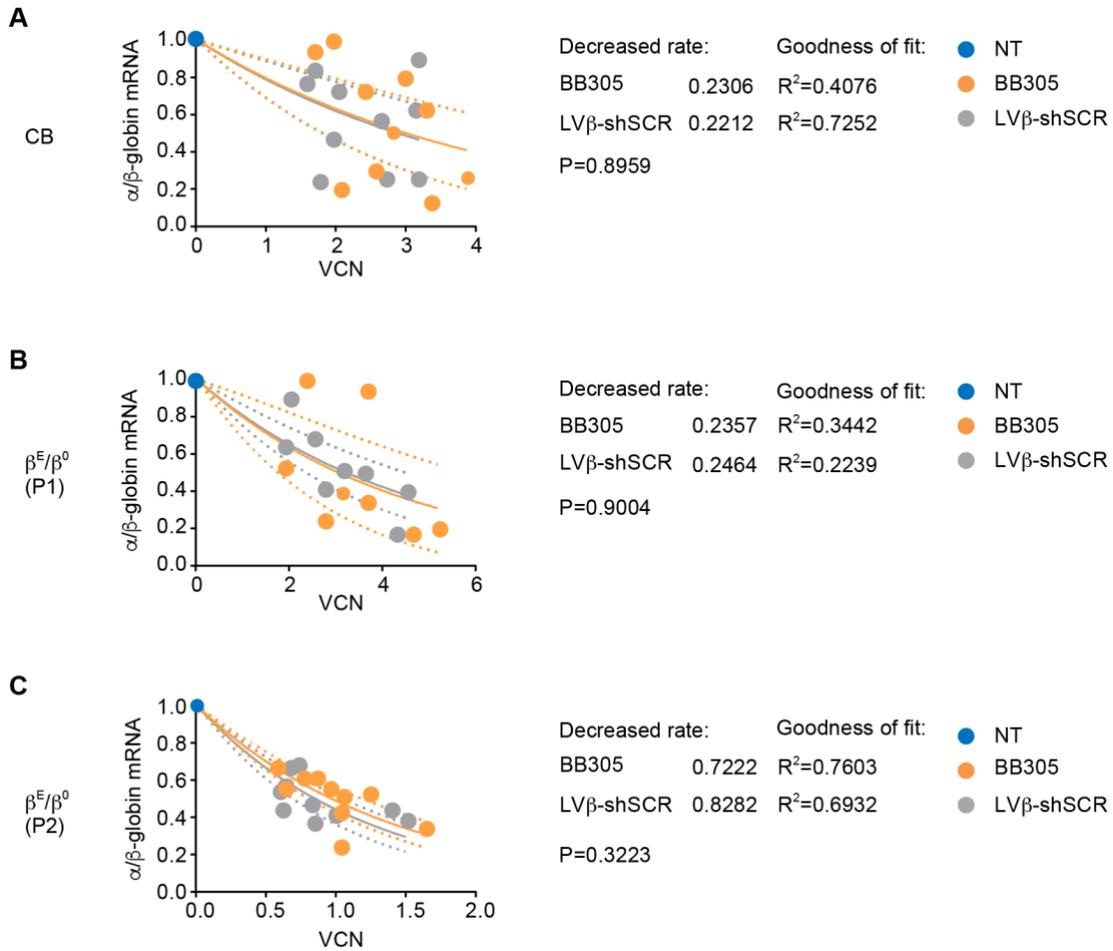 A
CB
α/β-globin mRNA
1.0
0.8
0.6
0.4
0.2
0.0
0 1 2 3 4
VCN
Decreased rate: Goodness of fit:
BB305 0.2306 R²=0.4076
LVβ-shSCR 0.2212 R²=0.7252
P=0.8959
NT
BB305
LVβ-shSCR
B
βᴱ/β⁰
(P1)
α/β-globin mRNA
1.0
0.8
0.6
0.4
0.2
0.0
0 2 4 6
VCN
Decreased rate: Goodness of fit:
BB305 0.2357 R²=0.3442
LVβ-shSCR 0.2464 R²=0.2239
P=0.9004
NT
BB305
LVβ-shSCR
C
βᴱ/β⁰
(P2)
α/β-globin mRNA
1.0
0.8
0.6
0.4
0.2
0.0
0.0 0.5 1.0 1.5 2.0
VCN
Decreased rate: Goodness of fit:
BB305 0.7222 R²=0.7603
LVβ-shSCR 0.8282 R²=0.6932
P=0.3223
NT
BB305
LVβ-shSCR